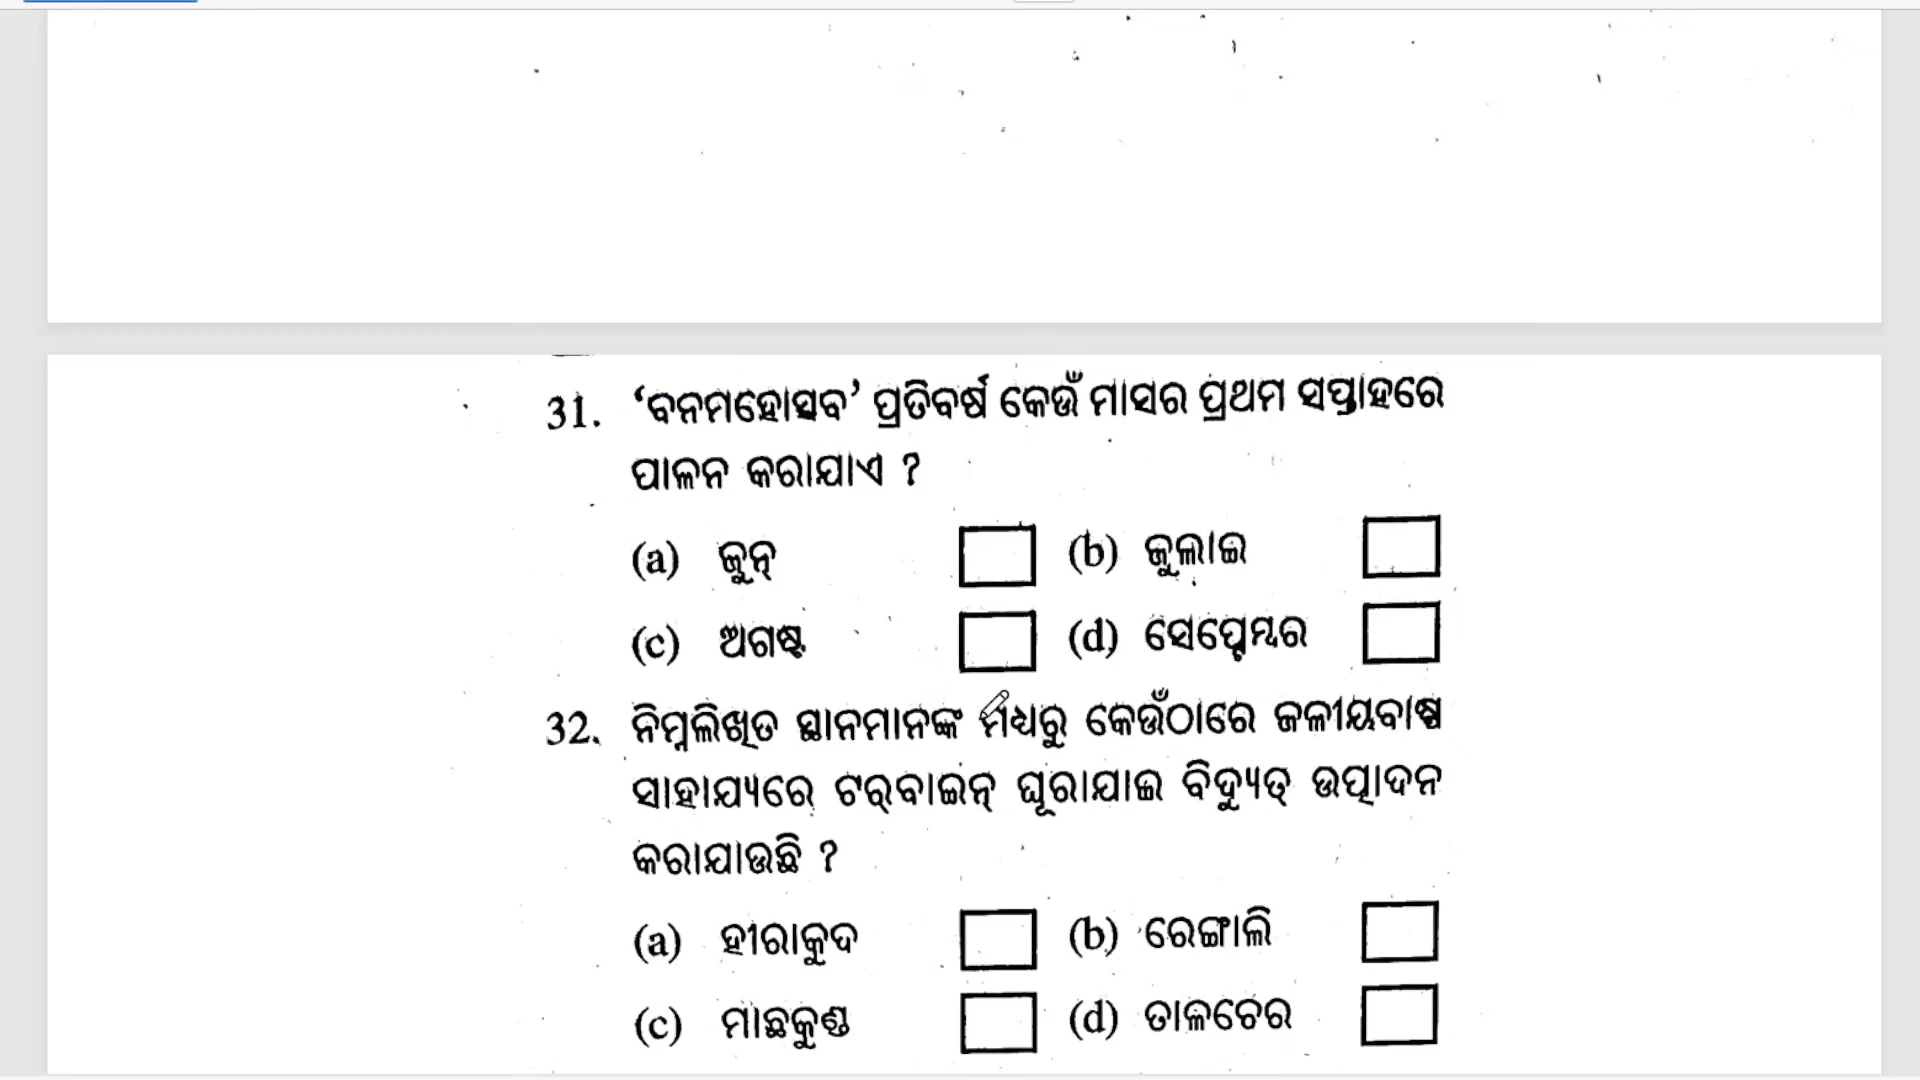 31. ‘ବନମହୋତ୍ସବ’ ପ୍ରତିବର୍ଷ କେଉଁ ମାସର ପ୍ରଥମ ସପ୍ତାହରେ
ପାଳନ କରାଯାଏ ?
(a) ଜୁନ୍ (b) ଜୁଲାଇ
(c) ଅଗଷ୍ଟ (d) ସେପ୍ଟେମ୍ବର
32. ନିମ୍ନଲିଖିତ ସ୍ଥାନମାନଙ୍କ ମଧ୍ଯରୁ କେଉଁଠାରେ ଜଳୀୟବାଷ୍ପ
ସାହାଯ୍ୟରେ ଟର୍‌ବାଇନ୍ ଘୂରାଯାଇ ବିଦ୍ୟୁତ୍ ଉତ୍ପାଦନ
କରାଯାଉଛି ?
(a) ହୀରାକୁଦ (b) ରେଙ୍ଗାଲି
(c) ମାଛକୁଣ୍ଡ (d) ତାଳଚେର